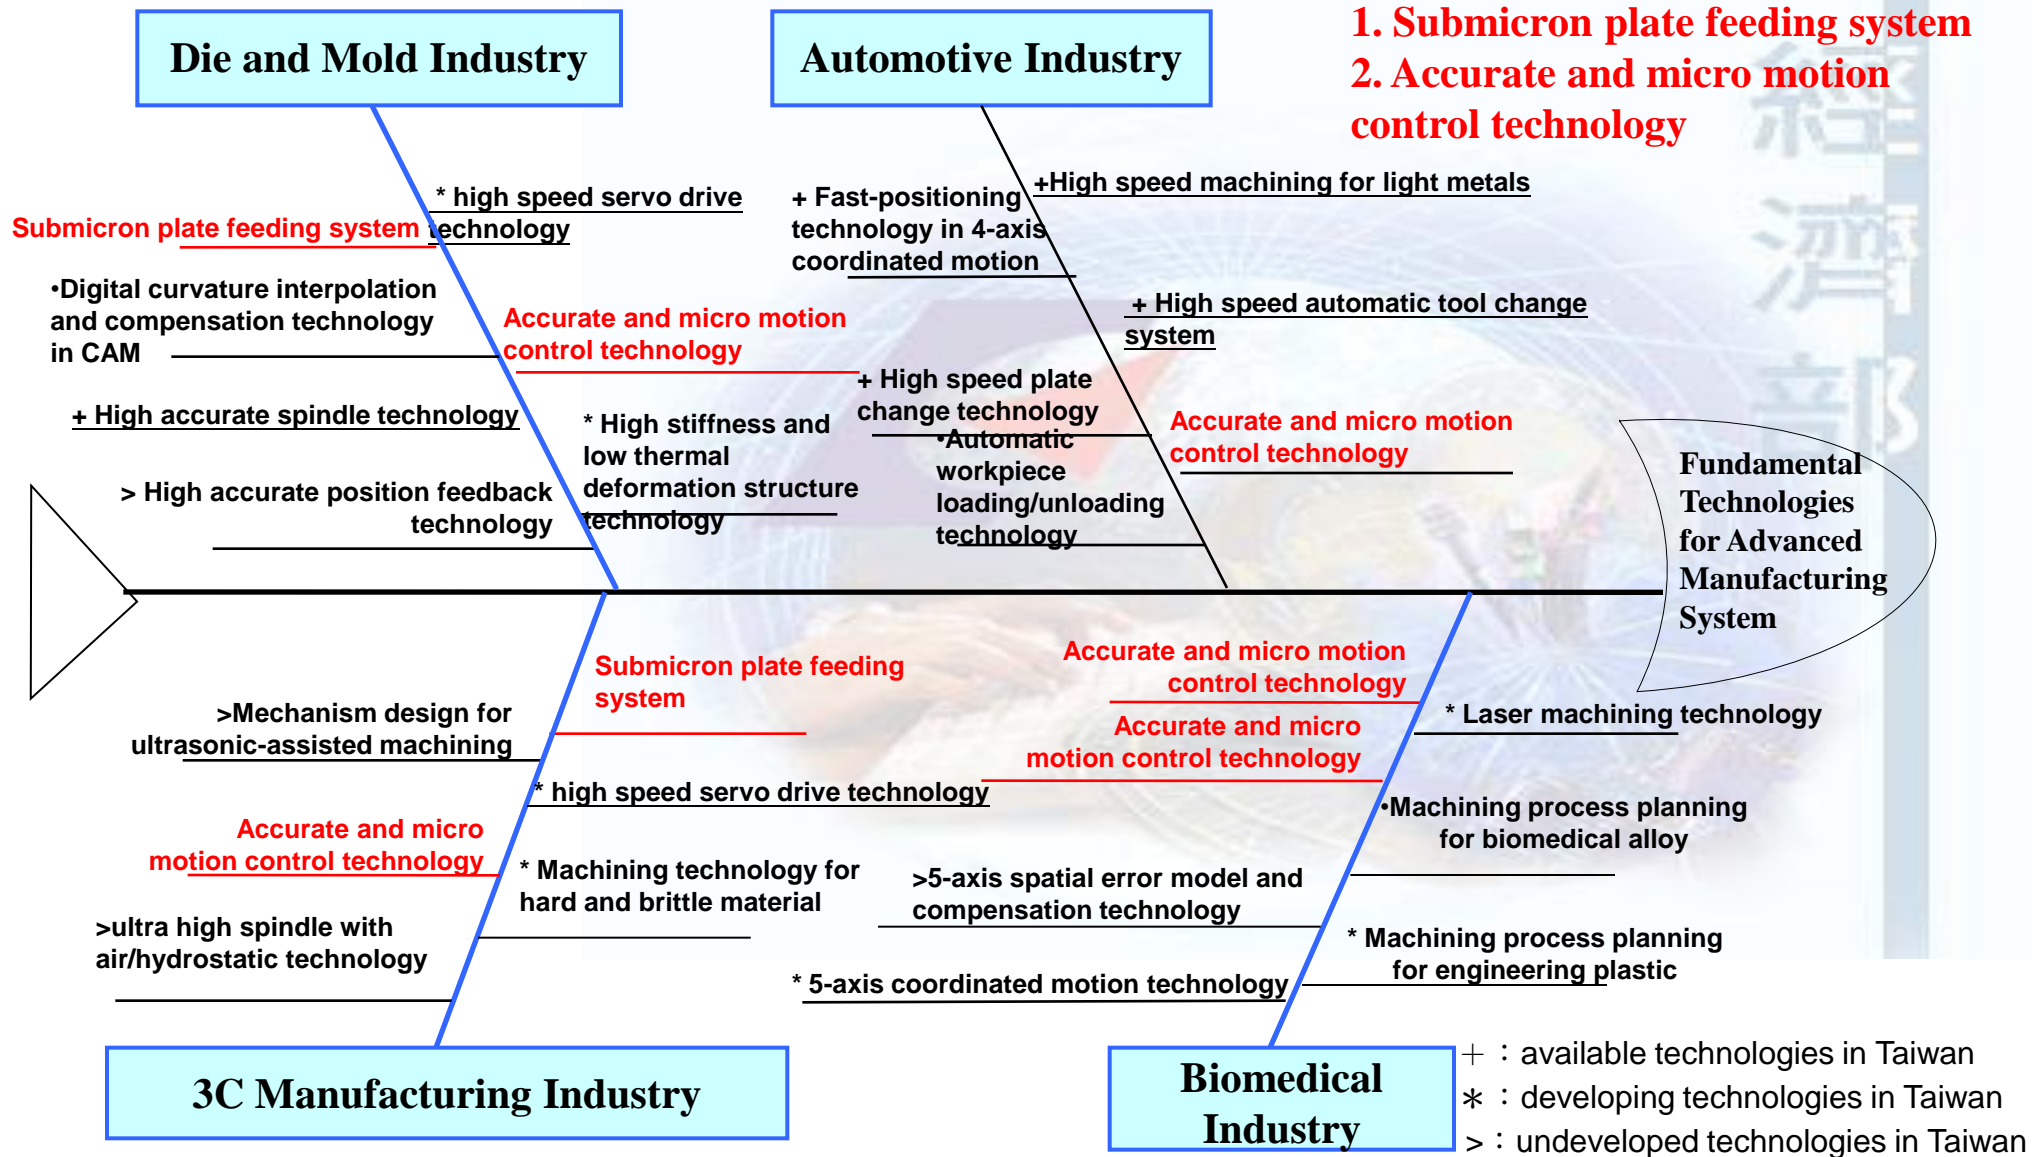 Die and Mold Industry
Automotive Industry
1. Submicron plate feeding system
2. Accurate and micro motion
control technology
經
濟
部
* high speed servo drive
technology
Submicron plate feeding system
•Digital curvature interpolation
and compensation technology
in CAM
Accurate and micro motion
control technology
+ High accurate spindle technology
* High stiffness and
low thermal
deformation structure
technology
> High accurate position feedback
technology
+ Fast-positioning
technology in 4-axis
coordinated motion
+High speed machining for light metals
+ High speed automatic tool change
system
+ High speed plate
change technology
Accurate and micro motion
control technology
•Automatic
workpiece
loading/unloading
technology
Fundamental
Technologies
for Advanced
Manufacturing
System
Submicron plate feeding
system
>Mechanism design for
ultrasonic-assisted machining
* high speed servo drive technology
Accurate and micro
motion control technology
* Machining technology for
hard and brittle material
>ultra high spindle with
air/hydrostatic technology
Accurate and micro motion
control technology
* Laser machining technology
Accurate and micro
motion control technology
•Machining process planning
for biomedical alloy
>5-axis spatial error model and
compensation technology
* Machining process planning
for engineering plastic
* 5-axis coordinated motion technology
3C Manufacturing Industry
Biomedical
Industry
＋：available technologies in Taiwan
＊：developing technologies in Taiwan
>：undeveloped technologies in Taiwan